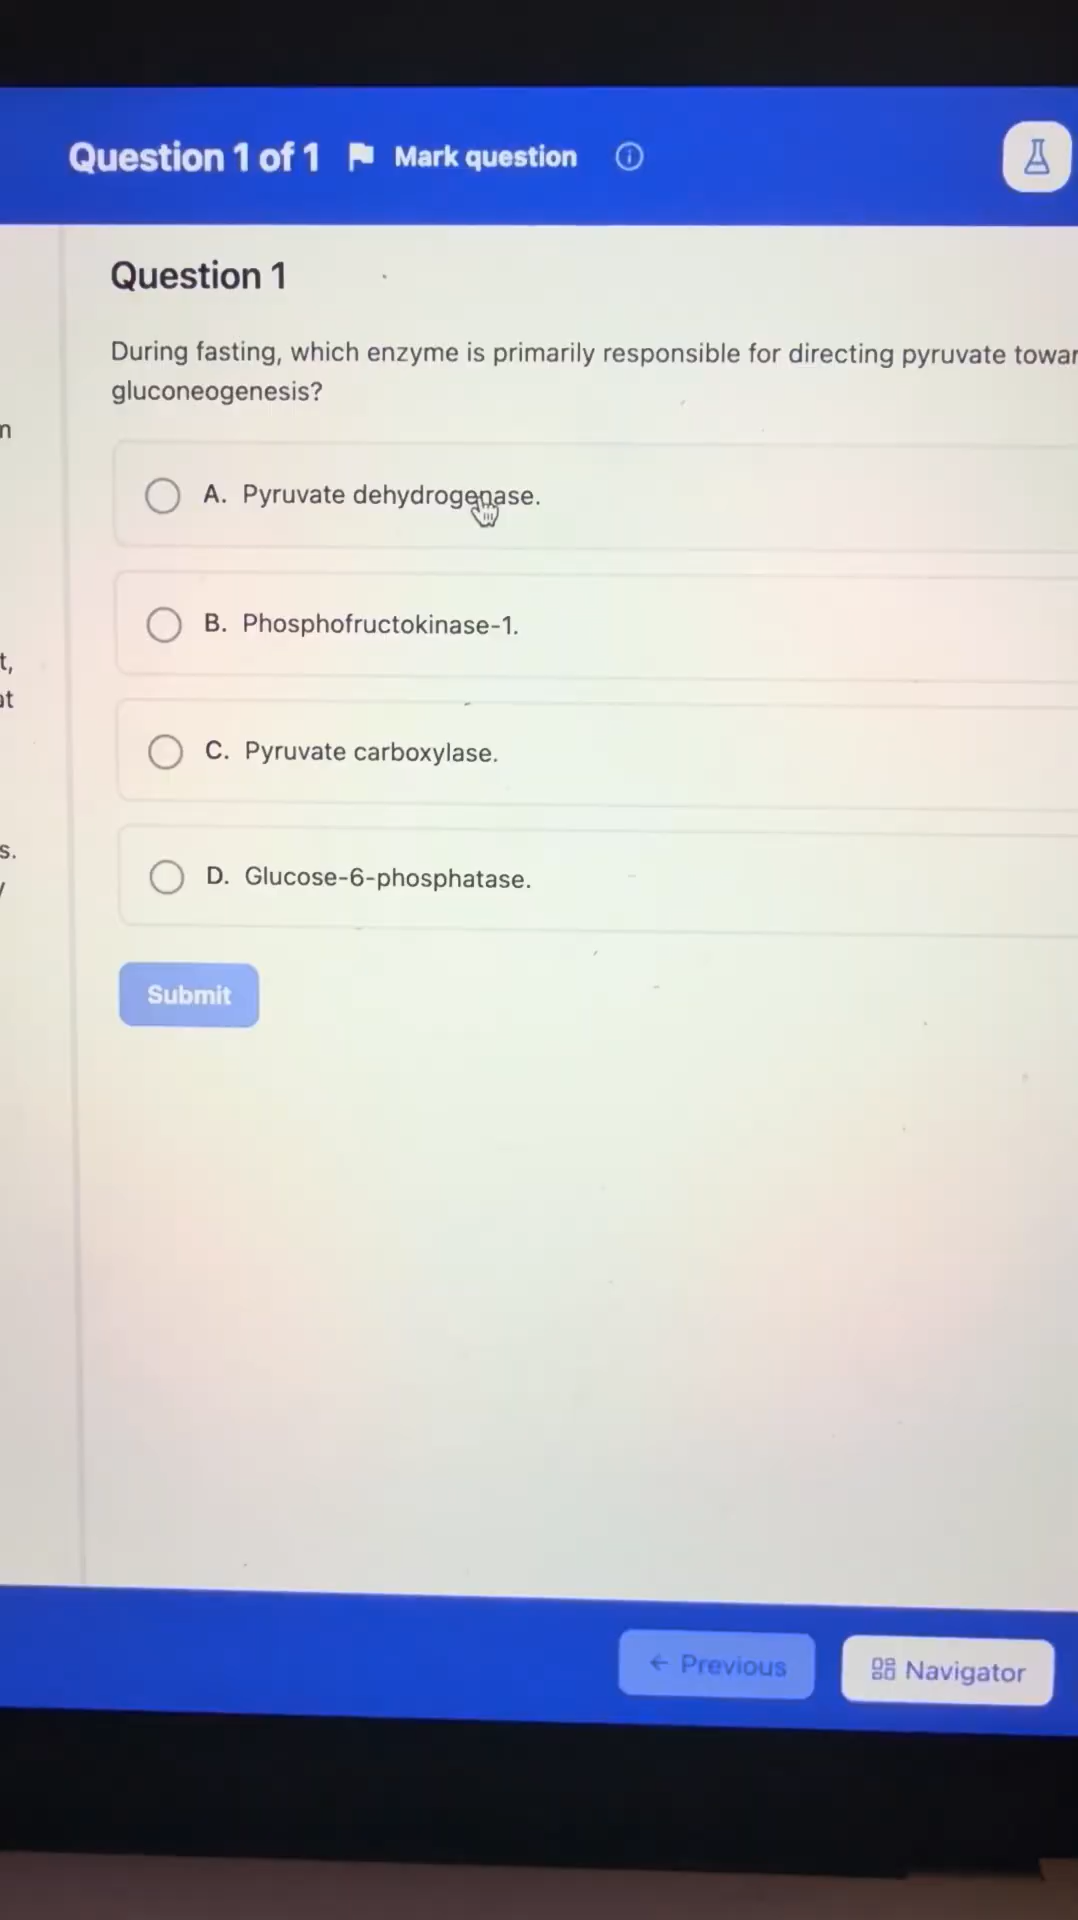 Question 1 of 1 Mark question
Question 1
During fasting, which enzyme is primarily responsible for directing pyruvate
gluconeogenesis?
A. Pyruvate dehydrogenase.
B. Phosphofructokinase-1.
t,
C. Pyruvate carboxylase.
s.
D. Glucose-6-phosphatase.
Submit
← Previous
Navigator